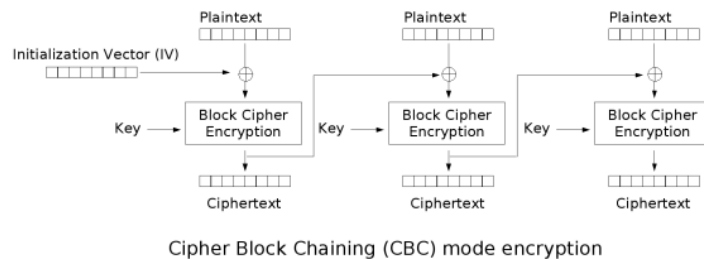 Plaintext
Plaintext
Plaintext
Initialization Vector (IV)
Key
Block Cipher
Encryption
Key
Block Cipher
Encryption
Key
Block Cipher
Encryption
Ciphertext
Ciphertext
Ciphertext
Cipher Block Chaining (CBC) mode encryption